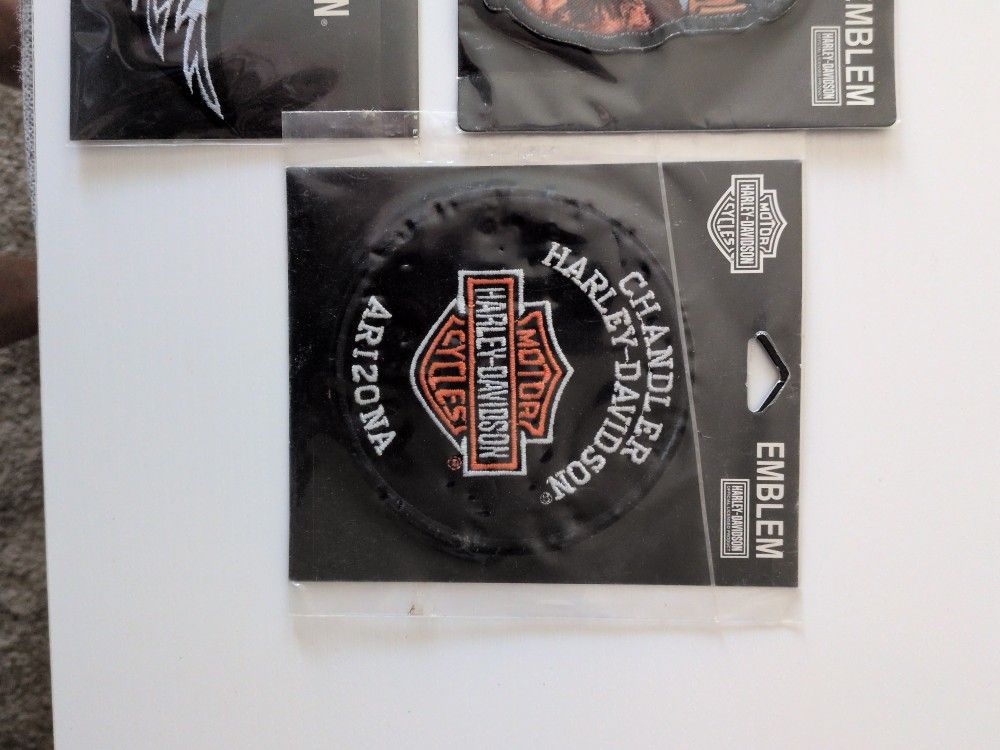 N®
EMBLEM
HARLEY-DAVIDSON
MOTOR
HARLEY-DAVIDSON
CYCLES
EMBLEM
HARLEY-DAVIDSON
CHANDLER
HARLEY-DAVIDSON®
MOTOR
HARLEY-DAVIDSON
CYCLES
®
ARIZONA